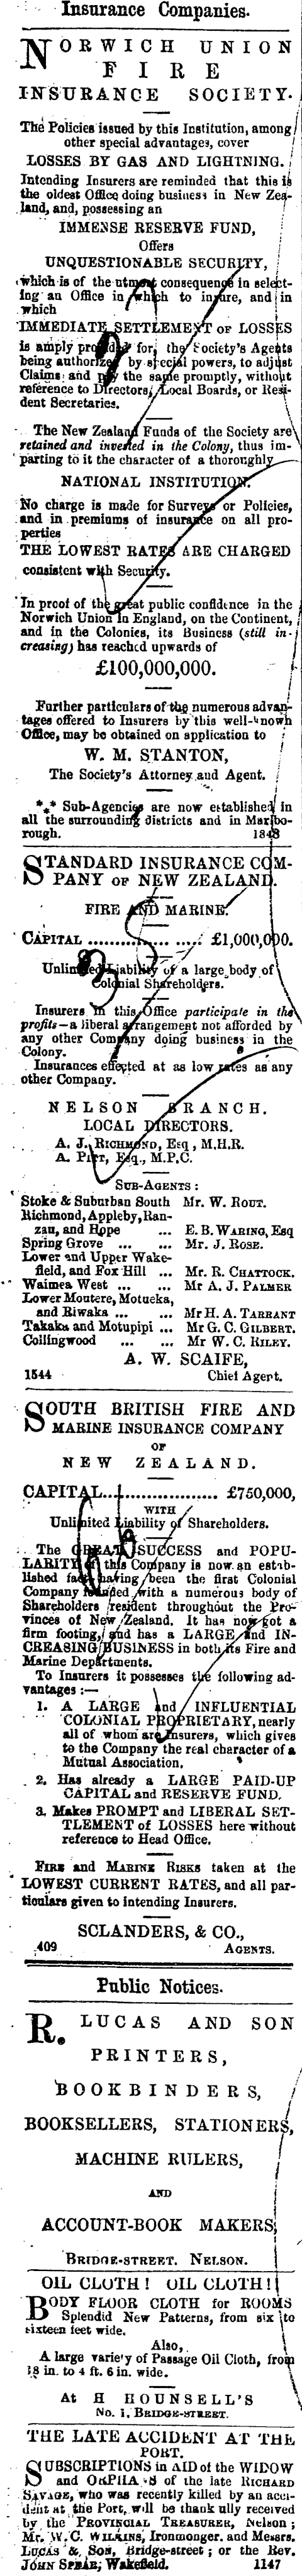 Insurance Companies.
NORWICH UNION
FIRE
INSURANCE SOCIETY.
The Policies issued by this Institution, among
other special advantages, cover
LOSSES BY GAS AND LIGHTNING.
Intending Insurers are reminded that this is
the oldest Office doing business in New Zea-
land, and, possessing an
IMMENSE RESERVE FUND,
Offers
UNQUESTIONABLE SECURITY,
which is of the utmost consequence in select-
ing an Office in which to insure, and in
which
IMMEDIATE SETTLEMENT OF LOSSES
is amply provided for, the Society's Agents
being authorized by special powers, to adjust
Claims and pay the same promptly, without
reference to Directors, Local Boards, or Resi-
dent Secretaries.
The New Zealand Funds of the Society are
retained and invested in the Colony, thus im-
parting to it the character of a thoroughly
NATIONAL INSTITUTION.
No charge is made for Surveys or Policies,
and in premiums of insurance on all pro-
perties
THE LOWEST RATES ARE CHARGED
consistent with Security.
In proof of the great public confidence in the
Norwich Union in England, on the Continent,
and in the Colonies, its Business (still in-
creasing) has reached upwards of
£100,000,000.
Further particulars of the numerous advan-
tages offered to Insurers by this well-known
Office, may be obtained on application to
W. M. STANTON,
The Society's Attorney and Agent.
*** Sub-Agencies are now established in
all the surrounding districts and in Marlbo-
rough. 1848
STANDARD INSURANCE COM-
PANY OF NEW ZEALAND.
FIRE AND MARINE.
CAPITAL .................... £1,000,000.
Unlimited Liability of a large body of
Colonial Shareholders.
Insurers in this Office participate in the
profits—a liberal arrangement not afforded by
any other Company doing business in the
Colony.
Insurances effected at as low rates as any
other Company.
NELSON BRANCH.
LOCAL DIRECTORS.
A. J. RICHMOND, Esq, M.H.R.
A. PITT, Esq., M.P.C.
SUB-AGENTS:
Stoke & Suburban South Mr. W. ROUT.
Richmond, Appleby, Ran-
zau, and Hope ... E. B. WARING, Esq
Spring Grove ... ... Mr. J. ROSE.
Lower and Upper Wake-
field, and Fox Hill ... Mr. R. CHATTOCK.
Waimea West ... ... Mr A. J. PALMER
Lower Moutere, Motueka,
and Riwaka ... ... Mr H. A. TARRANT
Takaka and Motupipi ... Mr G. C. GILBERT.
Collingwood ... ... Mr W. C. RILEY.
A. W. SCAIFE,
1544 Chief Agent.
SOUTH BRITISH FIRE AND
MARINE INSURANCE COMPANY
OF
NEW ZEALAND.
CAPITAL...................... £750,000,
WITH
Unlimited Liability of Shareholders.
The GREAT SUCCESS and POPU-
LARITY of this Company is now an estab-
lished fact, having been the first Colonial
Company founded with a numerous body of
Shareholders resident throughout the Pro-
vinces of New Zealand. It has now got a
firm footing, and has a LARGE and IN-
CREASING BUSINESS in both its Fire and
Marine Departments.
To Insurers it possesses the following ad-
vantages:—
1. A LARGE and INFLUENTIAL
COLONIAL PROPRIETARY, nearly
all of whom are Insurers, which gives
to the Company the real character of a
Mutual Association.
2. Has already a LARGE PAID-UP
CAPITAL and RESERVE FUND.
3. Makes PROMPT and LIBERAL SET-
TLEMENT of LOSSES here without
reference to Head Office.
FIRE and MARINE RISKS taken at the
LOWEST CURRENT RATES, and all par-
ticulars given to intending Insurers.
SCLANDERS, & CO.,
409 AGENTS.
Public Notices.
R. LUCAS AND SON
PRINTERS,
BOOKBINDERS,
BOOKSELLERS, STATIONERS,
MACHINE RULERS,
AND
ACCOUNT-BOOK MAKERS,
BRIDGE-STREET, NELSON.
OIL CLOTH! OIL CLOTH!
BODY FLOOR CLOTH for ROOMS
Splendid New Patterns, from six to
sixteen feet wide.
Also,
A large variety of Passage Oil Cloth, from
18 in. to 4 ft. 6 in. wide.
At H HOUNSELL'S
No. 1, BRIDGE-STREET.
THE LATE ACCIDENT AT THE
PORT.
SUBSCRIPTIONS in AID of the WIDOW
and ORPHANS of the late RICHARD
SAVAGE, who was recently killed by an acci-
dent at the Port, will be thankfully received
by the PROVINCIAL TREASURER, Nelson;
Mr. W. C. WILKINS, Ironmonger, and Messrs.
LUCAS & SON, Bridge-street; or the Rev.
JOHN SPEAR, Wakefield. 1147